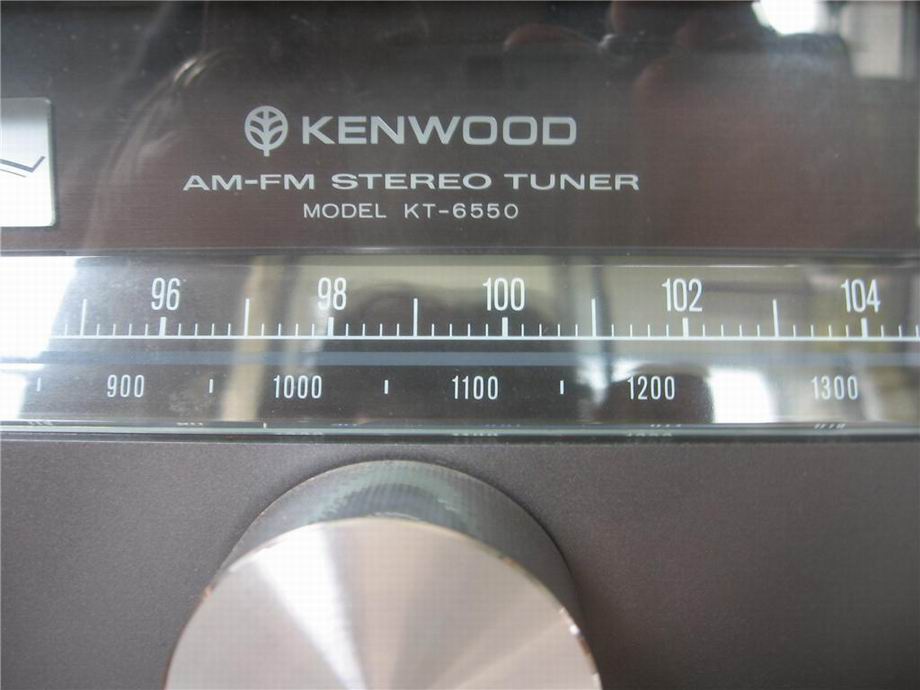 KENWOOD
AM-FM STEREO TUNER
MODEL KT-6550
96 98 100 102 104
900 1000 1100 1200 1300